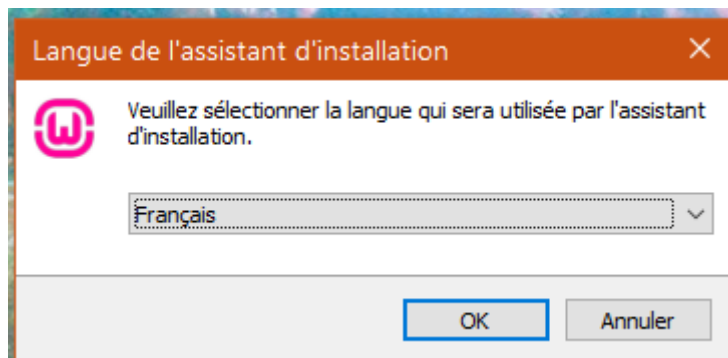 Langue de l'assistant d'installation
Veuillez sélectionner la langue qui sera utilisée par l'assistant
d'installation.
Français
OK Annuler